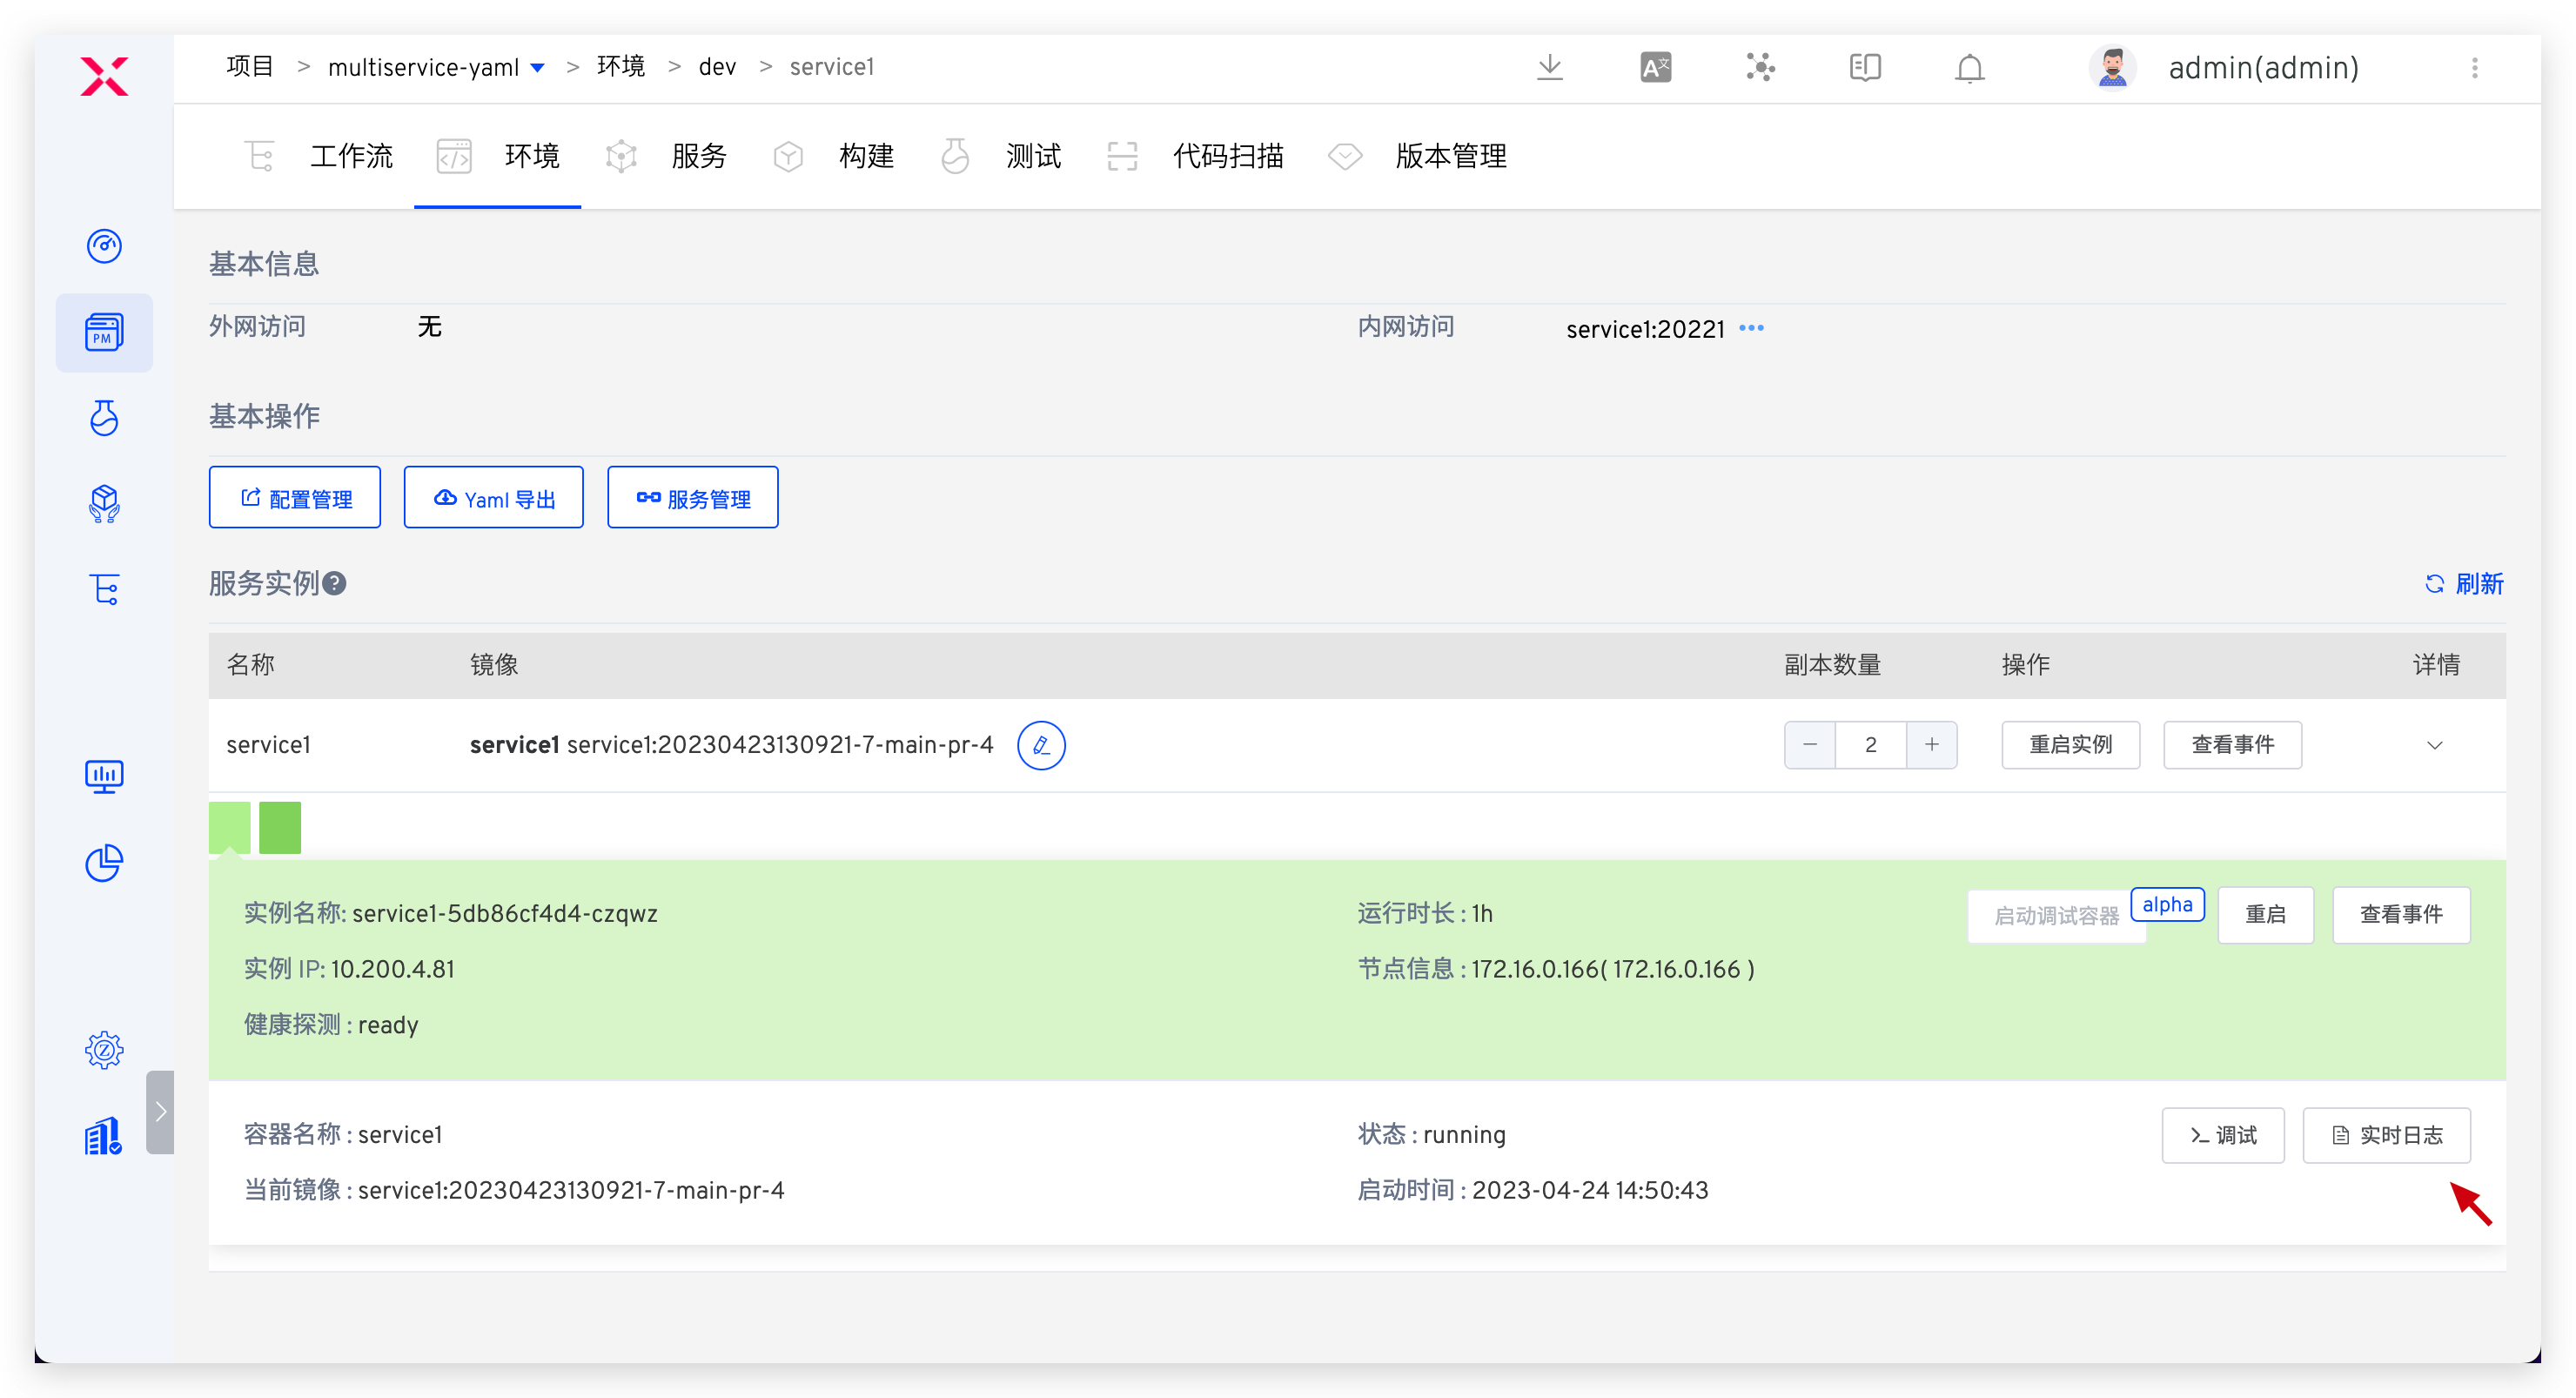 项目 > multiservice-yaml > 环境 > dev > service1
admin(admin)
工作流 环境 服务 构建 测试 代码扫描 版本管理
PM
基本信息
外网访问 无 内网访问 service1:20221
基本操作
配置管理 Yaml 导出 服务管理
服务实例
刷新
名称 镜像 副本数量 操作 详情
service1 service1 service1:20230423130921-7-main-pr-4 2 重启实例 查看事件
实例名称: service1-5db86cf4d4-czqwz 运行时长 : 1h 启动调试容器 alpha 重启 查看事件
实例 IP: 10.200.4.81 节点信息 : 172.16.0.166( 172.16.0.166 )
健康探测 : ready
容器名称 : service1 状态 : running 调试 实时日志
当前镜像 : service1:20230423130921-7-main-pr-4 启动时间 : 2023-04-24 14:50:43